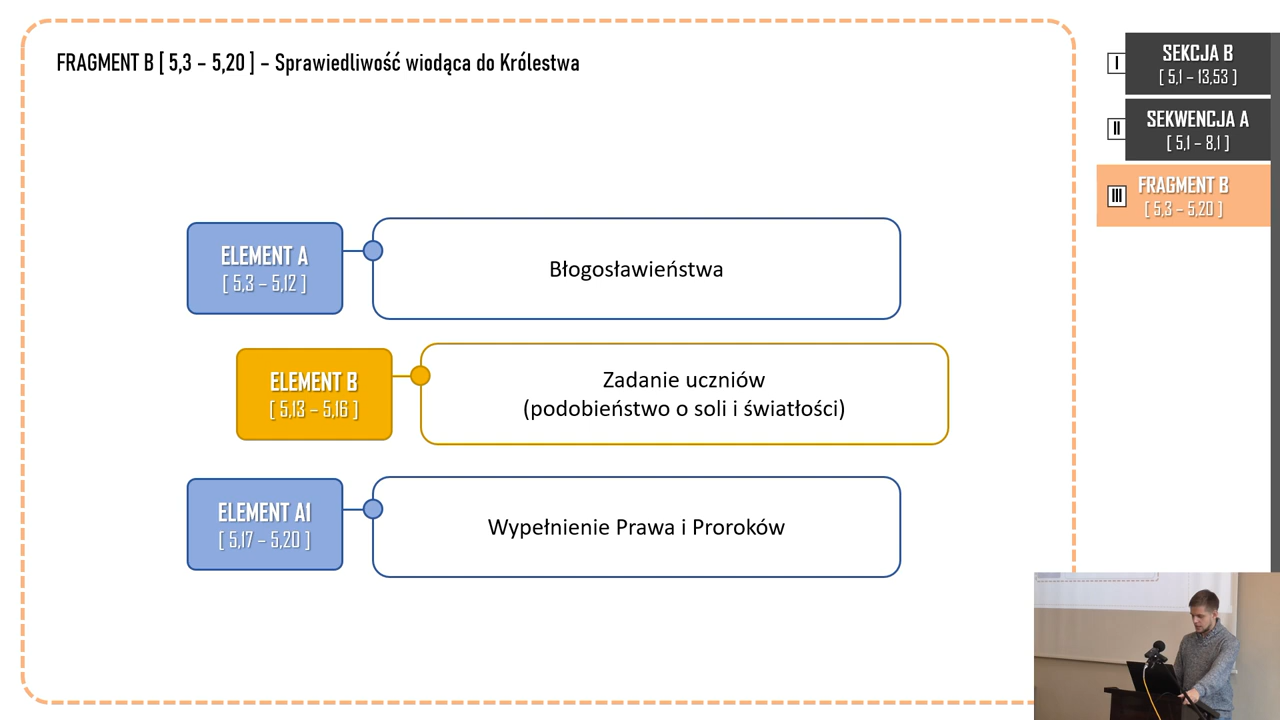 FRAGMENT B [ 5,3 – 5,20 ] – Sprawiedliwość wiodąca do Królestwa
ELEMENT A
[ 5,3 – 5,12 ]
Błogosławieństwa
ELEMENT B
[ 5,13 – 5,16 ]
Zadanie uczniów
(podobieństwo o soli i światłości)
ELEMENT A1
[ 5,17 – 5,20 ]
Wypełnienie Prawa i Proroków
I
SEKCJA B
[ 5,1 – 13,53 ]
II
SEKWENCJA A
[ 5,1 – 8,1 ]
III
FRAGMENT B
[ 5,3 – 5,20 ]